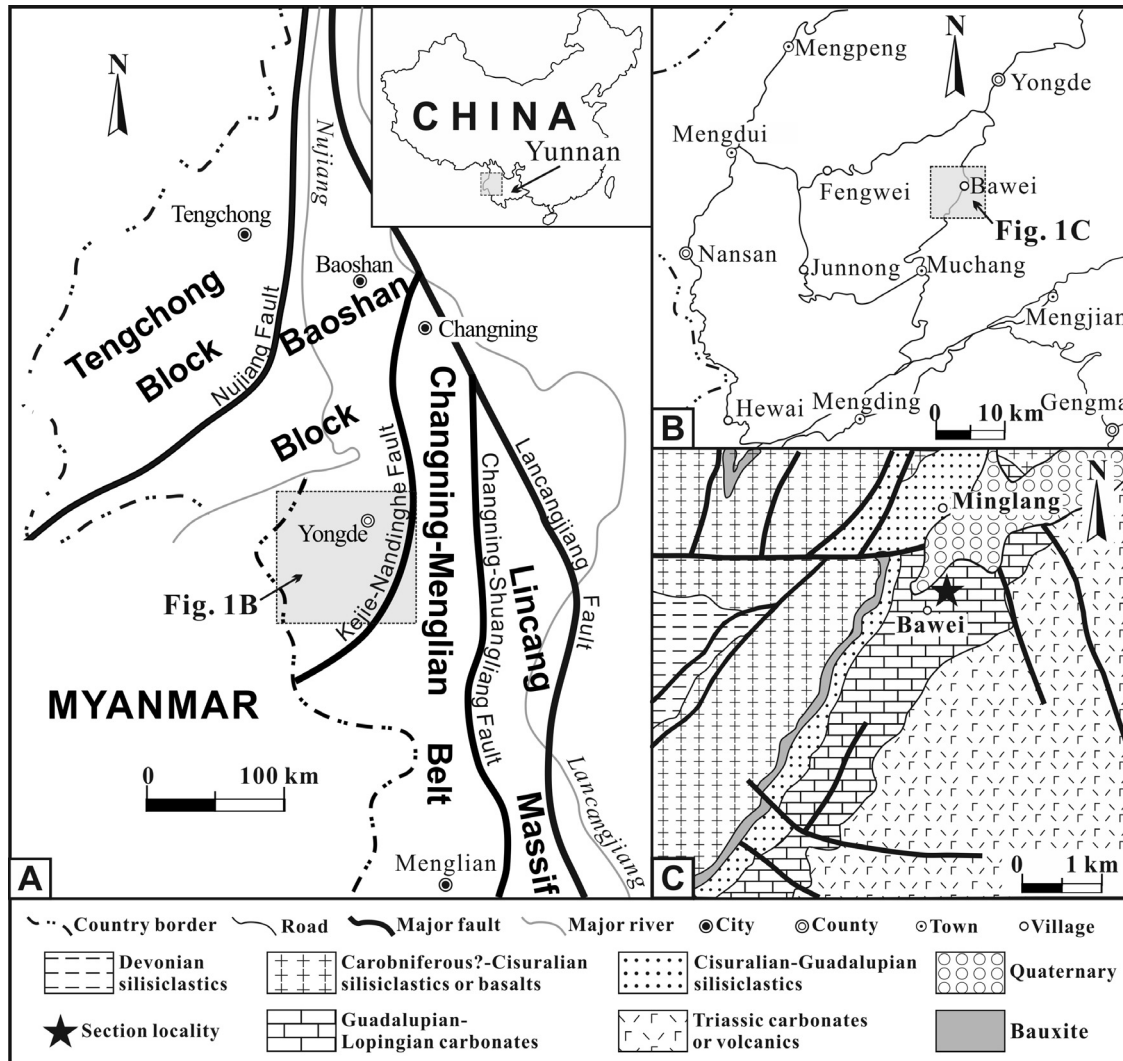 N
Nujiang
Tengchong
Baoshan
Changning
Tengchong
Block
Nujiang Fault
Baoshan
Block
Yongde
Fig. 1B
Kejie-Nandinghe Fault
Changning-Menglian
Belt
Changning-Shuangjiang Fault
Lancangjiang
Fault
Lincang
Massif
Lancangjiang
MYANMAR
0 100 km
Menglian
A
CHINA
Yunnan
N
Mengpeng
Yongde
Mengdui
Fengwei
Bawei
Fig. 1C
Nansan
Junnong
Muchang
Mengjian
Hewai
Mengding
0 10 km
Gengma
B
N
Minglang
Bawei
0 1 km
C
Country border
Road
Major fault
Major river
City
County
Town
Village
Devonian
silisiclastics
Carobniferous?-Cisuralian
silisiclastics or basalts
Cisuralian-Guadalupian
silisiclastics
Quaternary
Section locality
Guadalupian-
Lopingian carbonates
Triassic carbonates
or volcanics
Bauxite